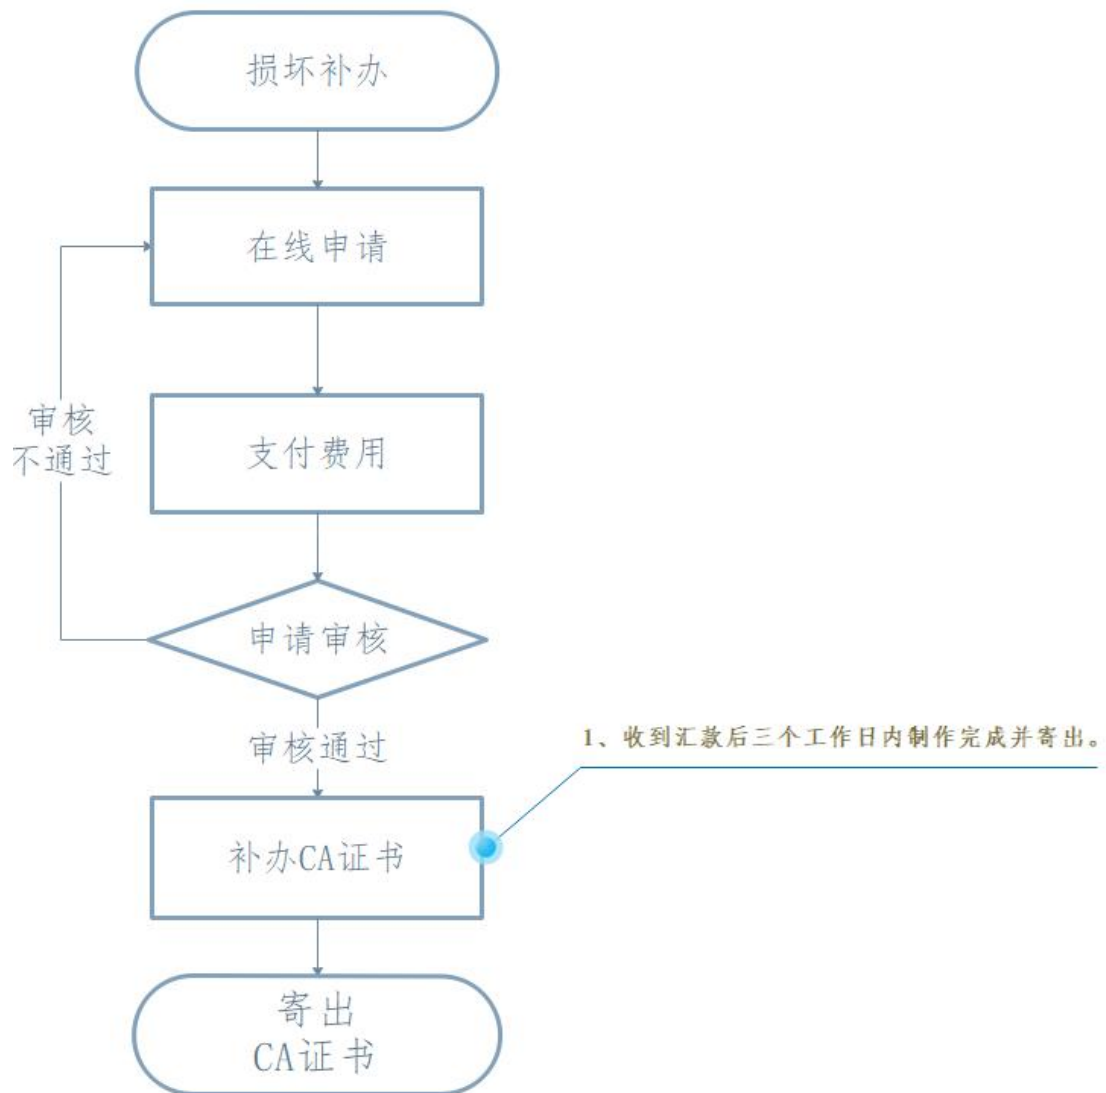 损坏补办
在线申请
支付费用
审核
不通过
申请审核
审核通过
1、收到汇款后三个工作日内制作完成并寄出。
补办CA证书
寄出
CA证书